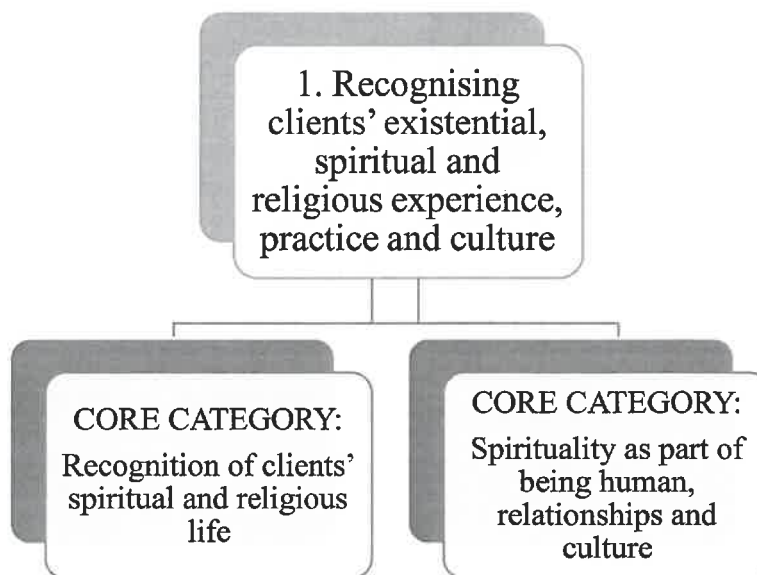 1. Recognising
clients’ existential,
spiritual and
religious experience,
practice and culture
CORE CATEGORY:
Recognition of clients’
spiritual and religious
life
CORE CATEGORY:
Spirituality as part of
being human,
relationships and
culture